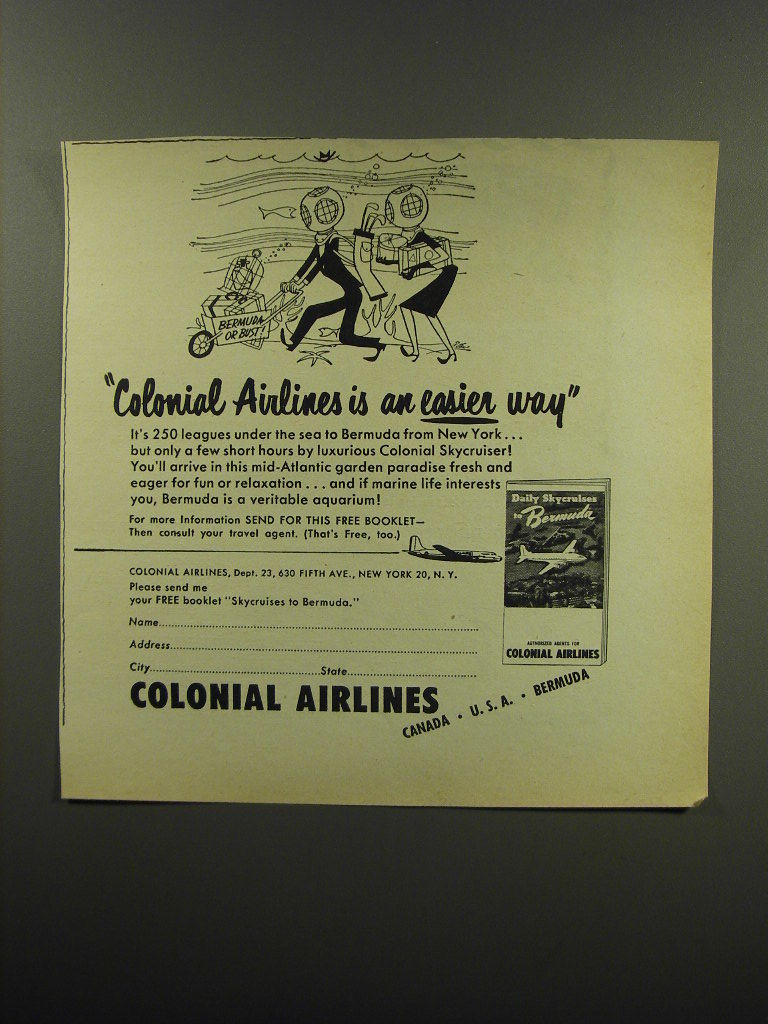 BERMUDA
OR BUST!
"Colonial Airlines is an easier way"
It's 250 leagues under the sea to Bermuda from New York...
but only a few short hours by luxurious Colonial Skycruiser!
You'll arrive in this mid-Atlantic garden paradise fresh and
eager for fun or relaxation... and if marine life interests
you, Bermuda is a veritable aquarium!
For more Information SEND FOR THIS FREE BOOKLET—
Then consult your travel agent. (That's Free, too.)
Daily Skycruises
to Bermuda
AUTHORIZED AGENTS FOR
COLONIAL AIRLINES
COLONIAL AIRLINES, Dept. 23, 630 FIFTH AVE., NEW YORK 20, N. Y.
Please send me
your FREE booklet "Skycruises to Bermuda."
Name
Address
City State
COLONIAL AIRLINES
CANADA • U. S. A. • BERMUDA